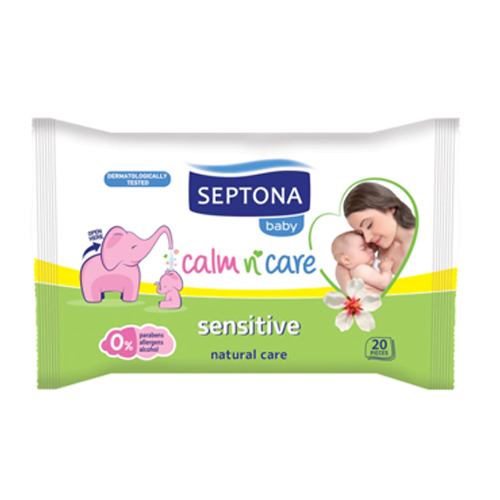 DERMATOLOGICALLY
TESTED
SEPTONA
baby
OPEN
HERE
calm n' care
sensitive
0%
parabens
allergens
alcohol
natural care
20
PIECES